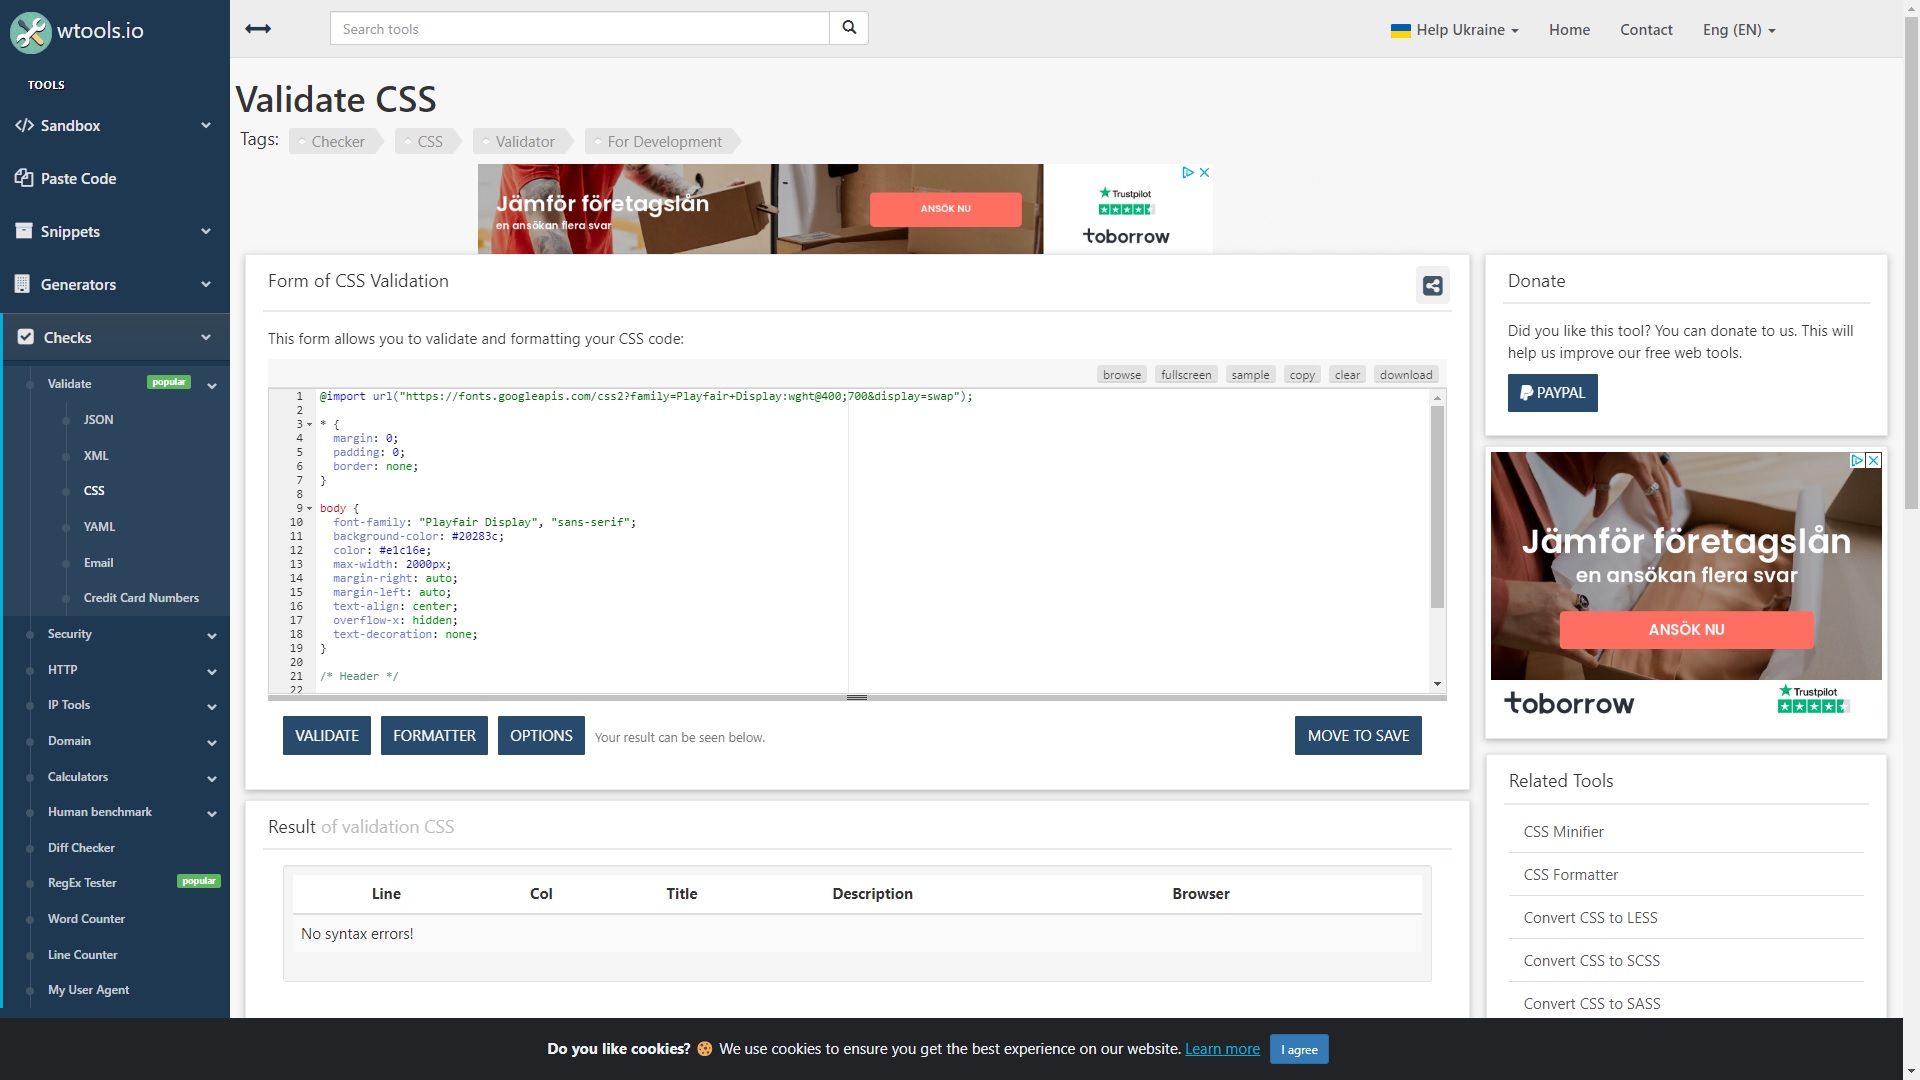 wtools.io
Search tools
Help Ukraine
Home
Contact
Eng (EN)
TOOLS
Sandbox
Paste Code
Snippets
Generators
Checks
Validate
popular
JSON
XML
CSS
YAML
Email
Credit Card Numbers
Security
HTTP
IP Tools
Domain
Calculators
Human benchmark
Diff Checker
RegEx Tester
popular
Word Counter
Line Counter
My User Agent
Validate CSS
Tags:
Checker
CSS
Validator
For Development
Jämför företagslån
en ansökan flera svar
ANSÖK NU
Trustpilot
toborrow
Form of CSS Validation
This form allows you to validate and formatting your CSS code:
browse
fullscreen
sample
copy
clear
download
1 @import url("https://fonts.googleapis.com/css2?family=Playfair+Display:wght@400;700&display=swap");
2
3 * {
4 margin: 0;
5 padding: 0;
6 border: none;
7 }
8
9 body {
10 font-family: "Playfair Display", "sans-serif";
11 background-color: #20283c;
12 color: #e1c16e;
13 max-width: 2000px;
14 margin-right: auto;
15 margin-left: auto;
16 text-align: center;
17 overflow-x: hidden;
18 text-decoration: none;
19 }
20
21 /* Header */
22
VALIDATE
FORMATTER
OPTIONS
Your result can be seen below.
MOVE TO SAVE
Result of validation CSS
Line
Col
Title
Description
Browser
No syntax errors!
Donate
Did you like this tool? You can donate to us. This will
help us improve our free web tools.
PAYPAL
Jämför företagslån
en ansökan flera svar
ANSÖK NU
toborrow
Trustpilot
Related Tools
CSS Minifier
CSS Formatter
Convert CSS to LESS
Convert CSS to SCSS
Convert CSS to SASS
Do you like cookies? 🍪 We use cookies to ensure you get the best experience on our website. Learn more
I agree